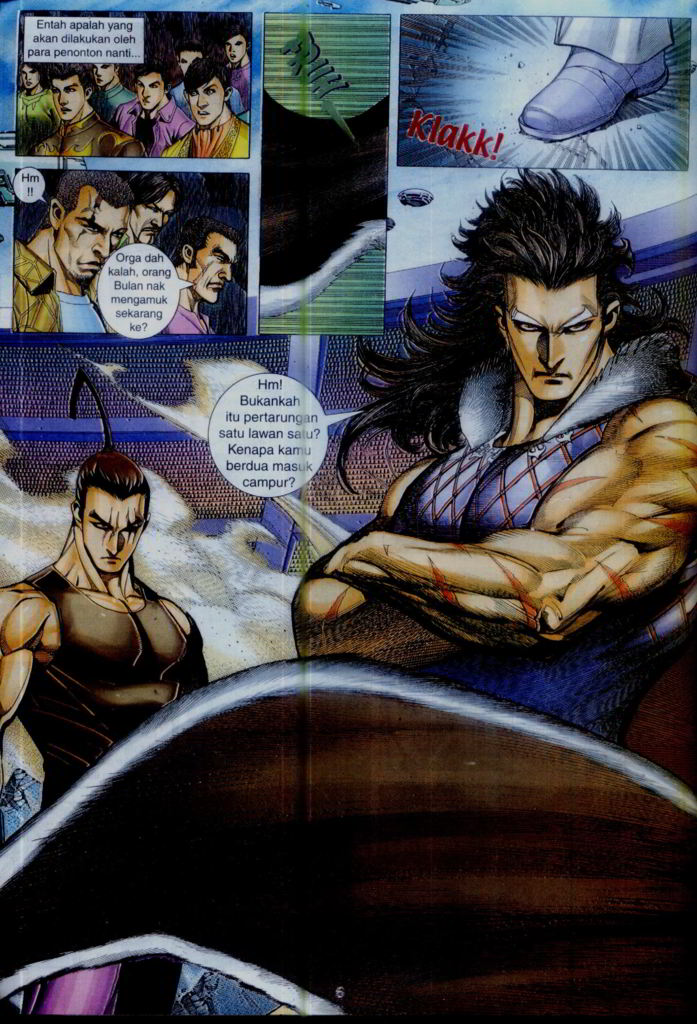 Entah apalah yang
akan dilakukan oleh
para penonton nanti...
Klakk!
Hm
!!
Orga dah
kalah, orang
Bulan nak
mengamuk
sekarang
ke?
Hm!
Bukankah
itu pertarungan
satu lawan satu?
Kenapa kamu
berdua masuk
campur?
6